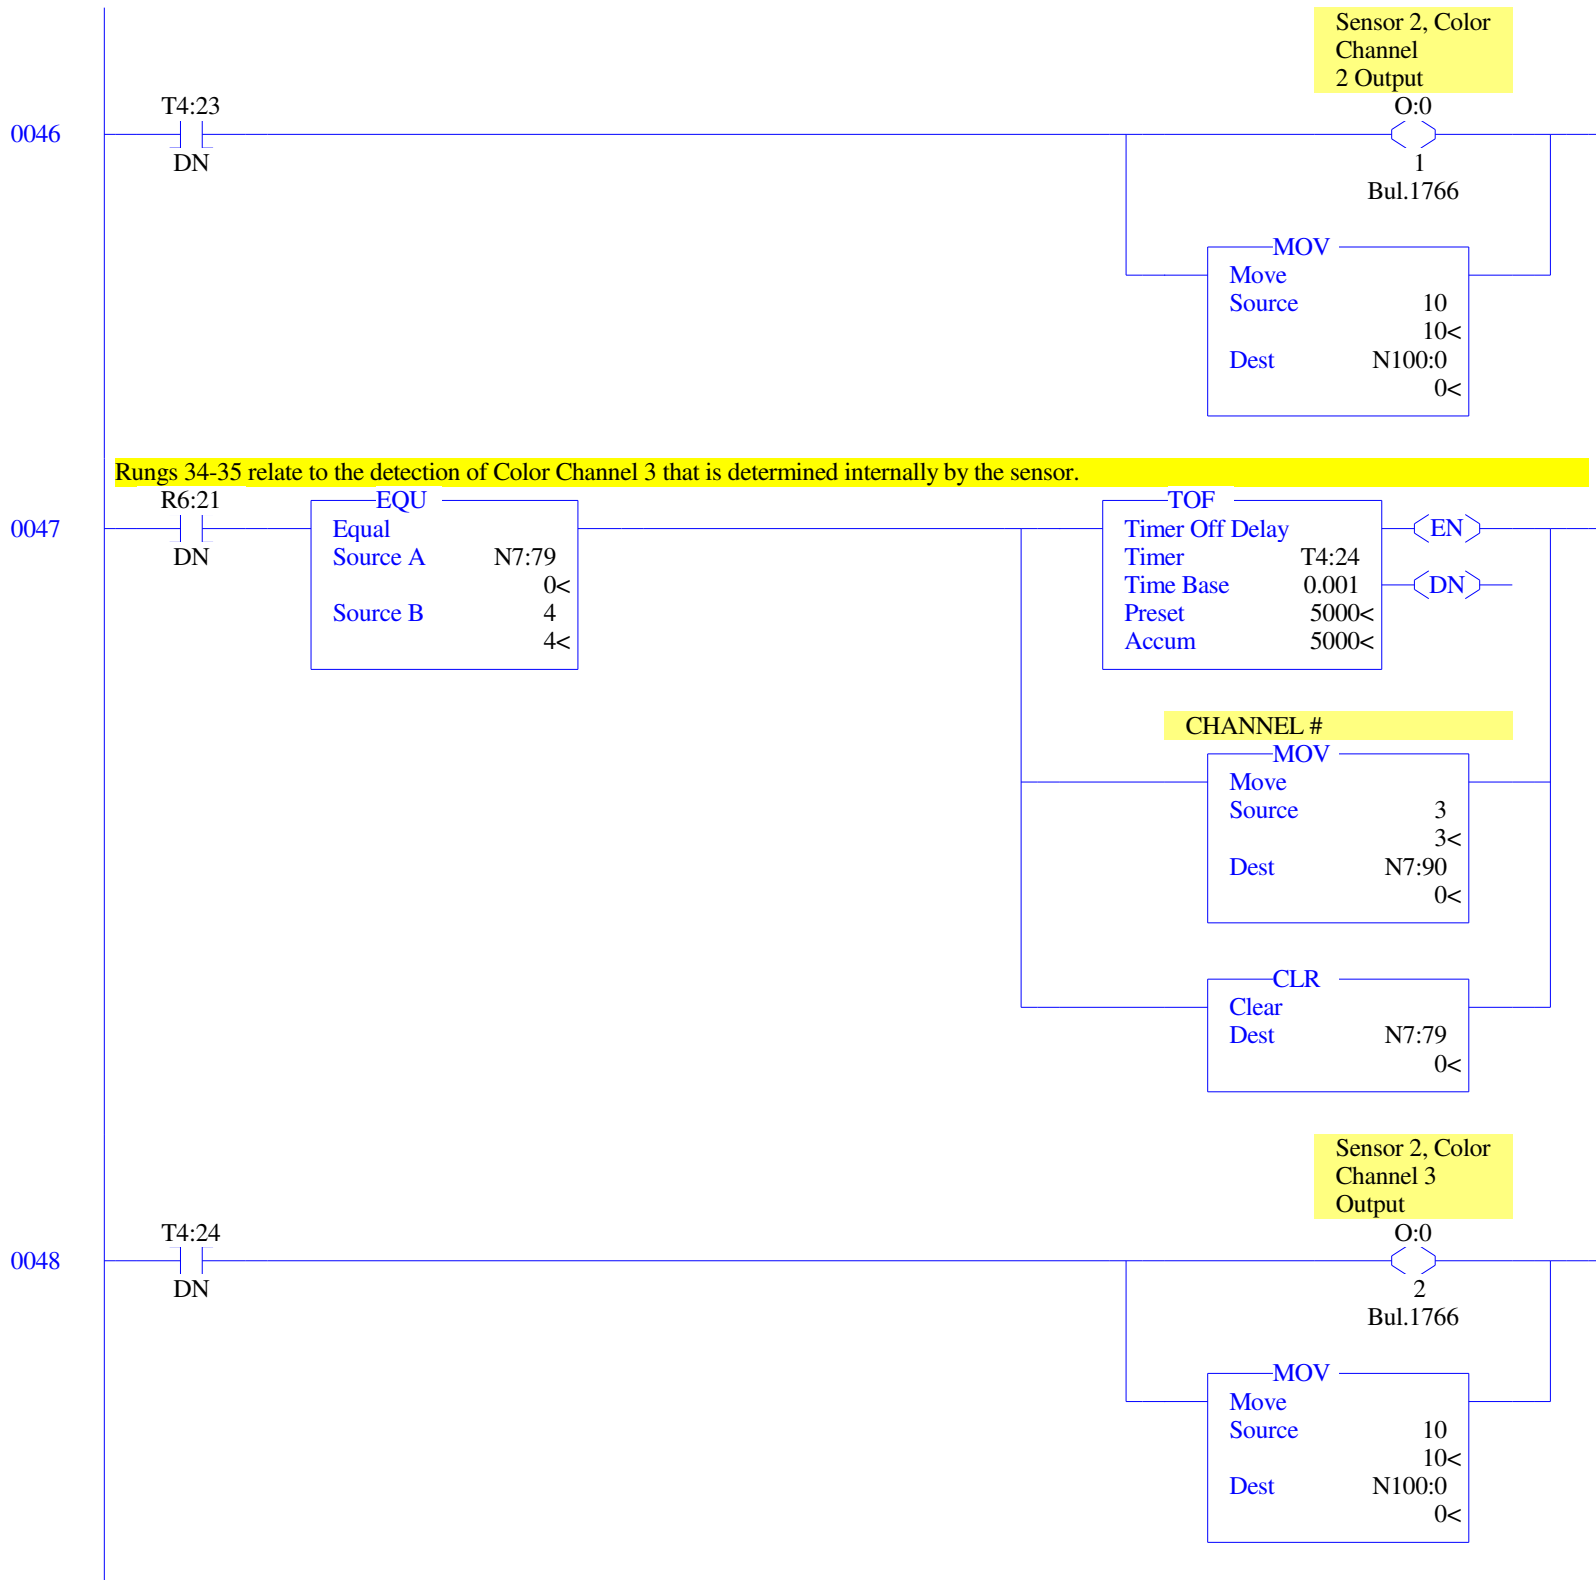 Sensor 2, Color
Channel
2 Output
T4:23
O:0
0046
DN
1
Bul.1766
MOV
Move
Source 10
10<
Dest N100:0
0<
Rungs 34-35 relate to the detection of Color Channel 3 that is determined internally by the sensor.
R6:21
EQU
TOF
0047
Equal
Timer Off Delay
EN
DN
Source A N7:79
Timer T4:24
0<
Time Base 0.001
DN
Source B 4
Preset 5000<
4<
Accum 5000<
CHANNEL #
MOV
Move
Source 3
3<
Dest N7:90
0<
CLR
Clear
Dest N7:79
0<
Sensor 2, Color
Channel 3
Output
T4:24
O:0
0048
DN
2
Bul.1766
MOV
Move
Source 10
10<
Dest N100:0
0<